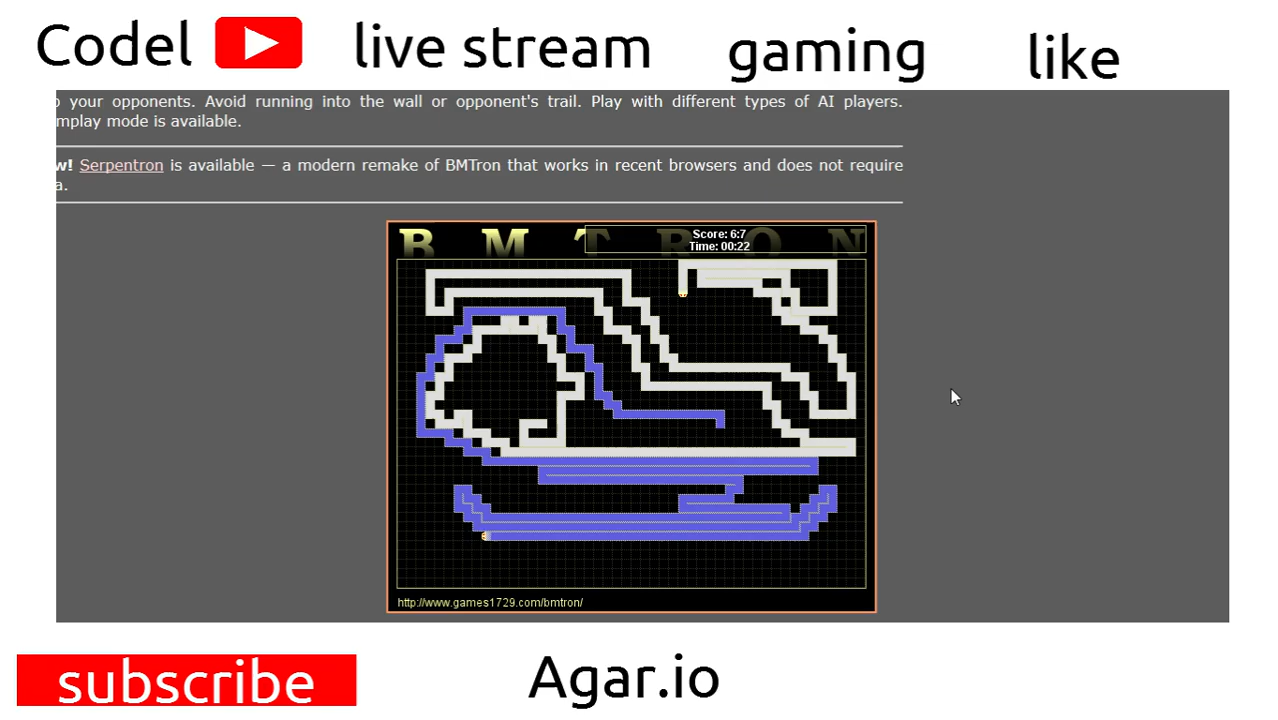 Codel live stream gaming like
your opponents. Avoid running into the wall or opponent's trail. Play with different types of AI players.
mplay mode is available.
w! Serpentron is available — a modern remake of BMTron that works in recent browsers and does not require
a.
BMTRON
Score: 6:7
Time: 00:22
http://www.games1729.com/bmtron/
subscribe Agar.io